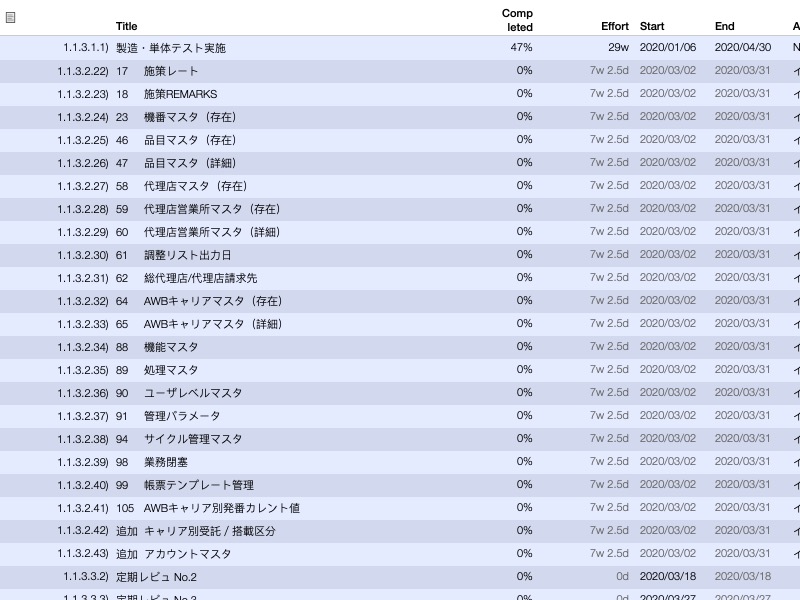 Title Comp leted Effort Start End A
1.1.3.1.1) 製造・単体テスト実施 47% 29w 2020/01/06 2020/04/30 N
1.1.3.2.22) 17 施策レート 0% 7w 2.5d 2020/03/02 2020/03/31 イ
1.1.3.2.23) 18 施策REMARKS 0% 7w 2.5d 2020/03/02 2020/03/31 イ
1.1.3.2.24) 23 機番マスタ（存在） 0% 7w 2.5d 2020/03/02 2020/03/31 イ
1.1.3.2.25) 46 品目マスタ（存在） 0% 7w 2.5d 2020/03/02 2020/03/31 イ
1.1.3.2.26) 47 品目マスタ（詳細） 0% 7w 2.5d 2020/03/02 2020/03/31 イ
1.1.3.2.27) 58 代理店マスタ（存在） 0% 7w 2.5d 2020/03/02 2020/03/31 イ
1.1.3.2.28) 59 代理店営業所マスタ（存在） 0% 7w 2.5d 2020/03/02 2020/03/31 イ
1.1.3.2.29) 60 代理店営業所マスタ（詳細） 0% 7w 2.5d 2020/03/02 2020/03/31 イ
1.1.3.2.30) 61 調整リスト出力日 0% 7w 2.5d 2020/03/02 2020/03/31 イ
1.1.3.2.31) 62 総代理店/代理店請求先 0% 7w 2.5d 2020/03/02 2020/03/31 イ
1.1.3.2.32) 64 AWBキャリアマスタ（存在） 0% 7w 2.5d 2020/03/02 2020/03/31 イ
1.1.3.2.33) 65 AWBキャリアマスタ（詳細） 0% 7w 2.5d 2020/03/02 2020/03/31 イ
1.1.3.2.34) 88 機能マスタ 0% 7w 2.5d 2020/03/02 2020/03/31 イ
1.1.3.2.35) 89 処理マスタ 0% 7w 2.5d 2020/03/02 2020/03/31 イ
1.1.3.2.36) 90 ユーザレベルマスタ 0% 7w 2.5d 2020/03/02 2020/03/31 イ
1.1.3.2.37) 91 管理パラメータ 0% 7w 2.5d 2020/03/02 2020/03/31 イ
1.1.3.2.38) 94 サイクル管理マスタ 0% 7w 2.5d 2020/03/02 2020/03/31 イ
1.1.3.2.39) 98 業務閉塞 0% 7w 2.5d 2020/03/02 2020/03/31 イ
1.1.3.2.40) 99 帳票テンプレート管理 0% 7w 2.5d 2020/03/02 2020/03/31 イ
1.1.3.2.41) 105 AWBキャリア別発番カレント値 0% 7w 2.5d 2020/03/02 2020/03/31 イ
1.1.3.2.42) 追加 キャリア別受託 / 搭載区分 0% 7w 2.5d 2020/03/02 2020/03/31 イ
1.1.3.2.43) 追加 アカウントマスタ 0% 7w 2.5d 2020/03/02 2020/03/31 イ
1.1.3.3.2) 定期レビュ No.2 0% 0d 2020/03/18 2020/03/18
1.1.3.3.3) 定期レビュ No.3 0% 0d 2020/03/27 2020/03/27